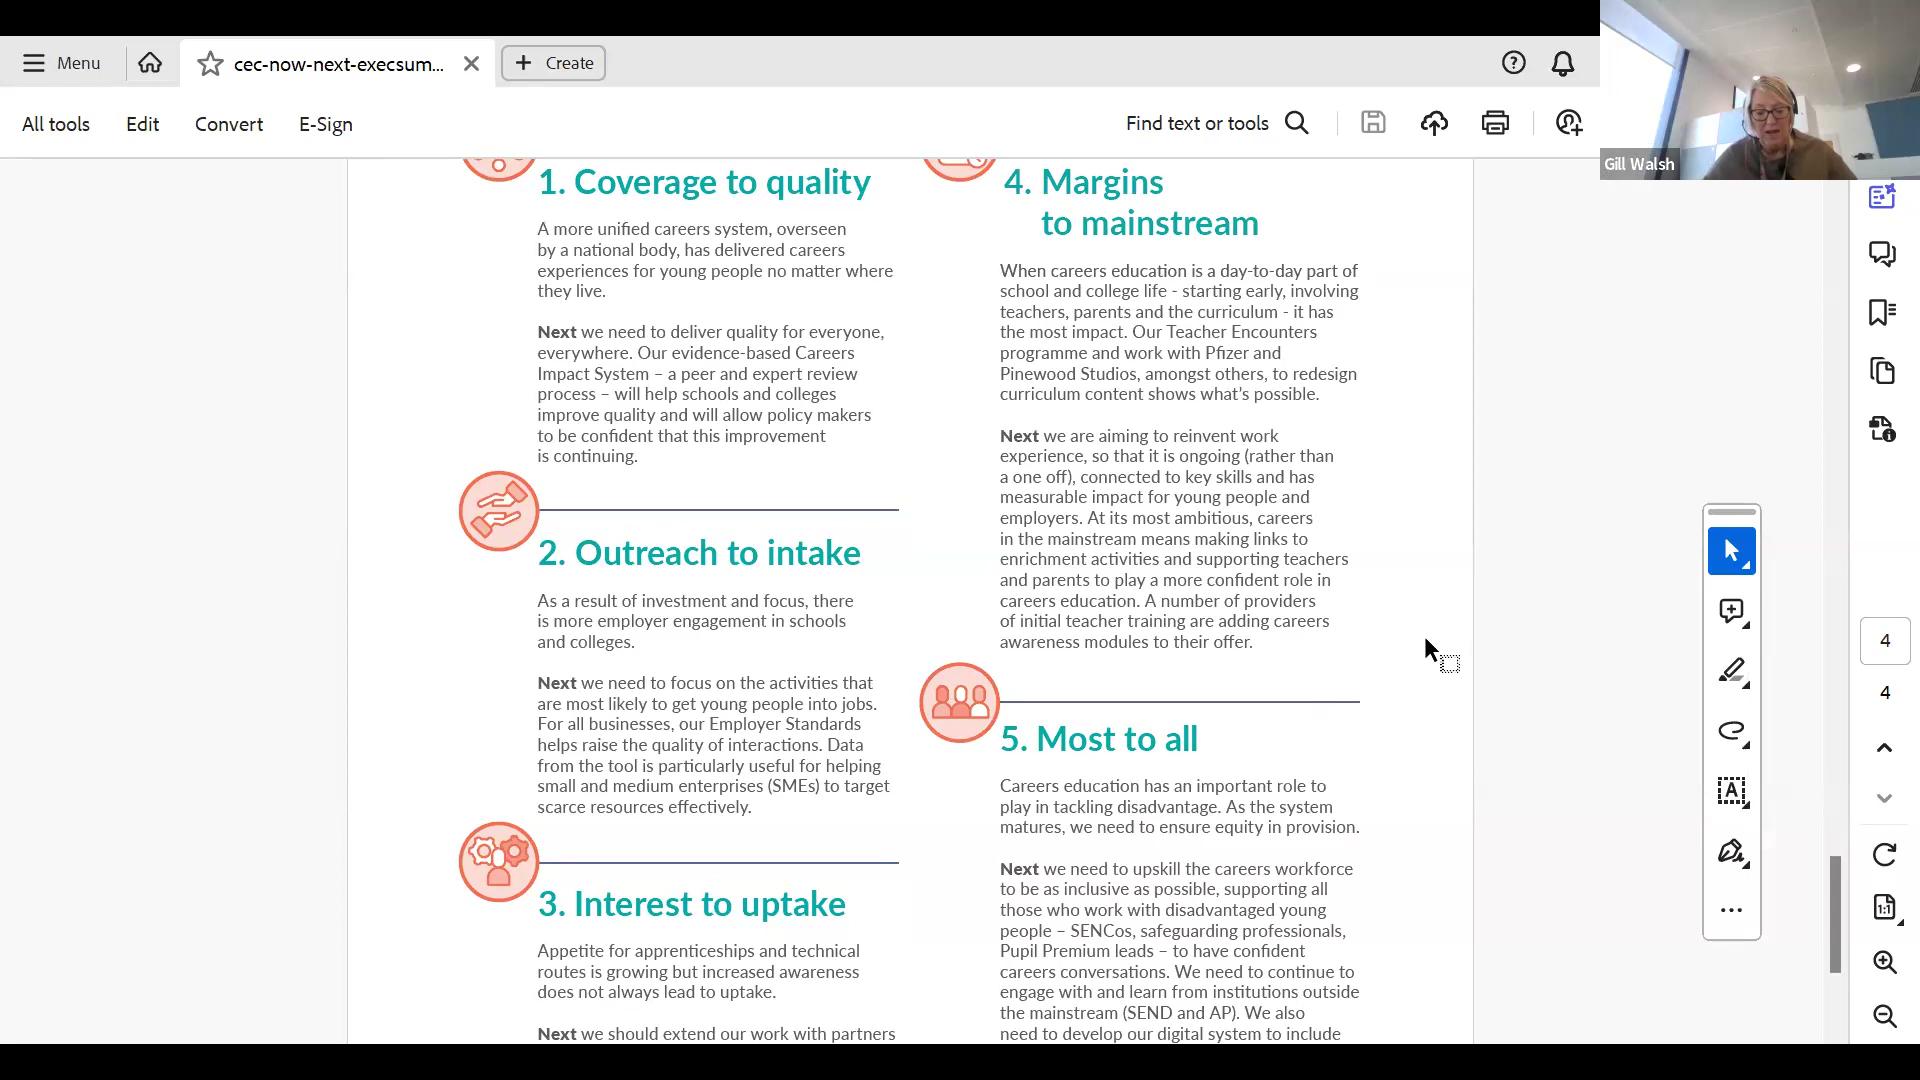 Menu
cec-now-next-execsum...
Create
All tools
Edit
Convert
E-Sign
Find text or tools
Gill Walsh
1. Coverage to quality
A more unified careers system, overseen
by a national body, has delivered careers
experiences for young people no matter where
they live.
Next we need to deliver quality for everyone,
everywhere. Our evidence-based Careers
Impact System – a peer and expert review
process – will help schools and colleges
improve quality and will allow policy makers
to be confident that this improvement
is continuing.
2. Outreach to intake
As a result of investment and focus, there
is more employer engagement in schools
and colleges.
Next we need to focus on the activities that
are most likely to get young people into jobs.
For all businesses, our Employer Standards
helps raise the quality of interactions. Data
from the tool is particularly useful for helping
small and medium enterprises (SMEs) to target
scarce resources effectively.
3. Interest to uptake
Appetite for apprenticeships and technical
routes is growing but increased awareness
does not always lead to uptake.
Next we should extend our work with partners
4. Margins
to mainstream
When careers education is a day-to-day part of
school and college life - starting early, involving
teachers, parents and the curriculum - it has
the most impact. Our Teacher Encounters
programme and work with Pfizer and
Pinewood Studios, amongst others, to redesign
curriculum content shows what's possible.
Next we are aiming to reinvent work
experience, so that it is ongoing (rather than
a one off), connected to key skills and has
measurable impact for young people and
employers. At its most ambitious, careers
in the mainstream means making links to
enrichment activities and supporting teachers
and parents to play a more confident role in
careers education. A number of providers
of initial teacher training are adding careers
awareness modules to their offer.
5. Most to all
Careers education has an important role to
play in tackling disadvantage. As the system
matures, we need to ensure equity in provision.
Next we need to upskill the careers workforce
to be as inclusive as possible, supporting all
those who work with disadvantaged young
people – SENCos, safeguarding professionals,
Pupil Premium leads – to have confident
careers conversations. We need to continue to
engage with and learn from institutions outside
the mainstream (SEND and AP). We also
need to develop our digital system to include
A
4
4
1:1